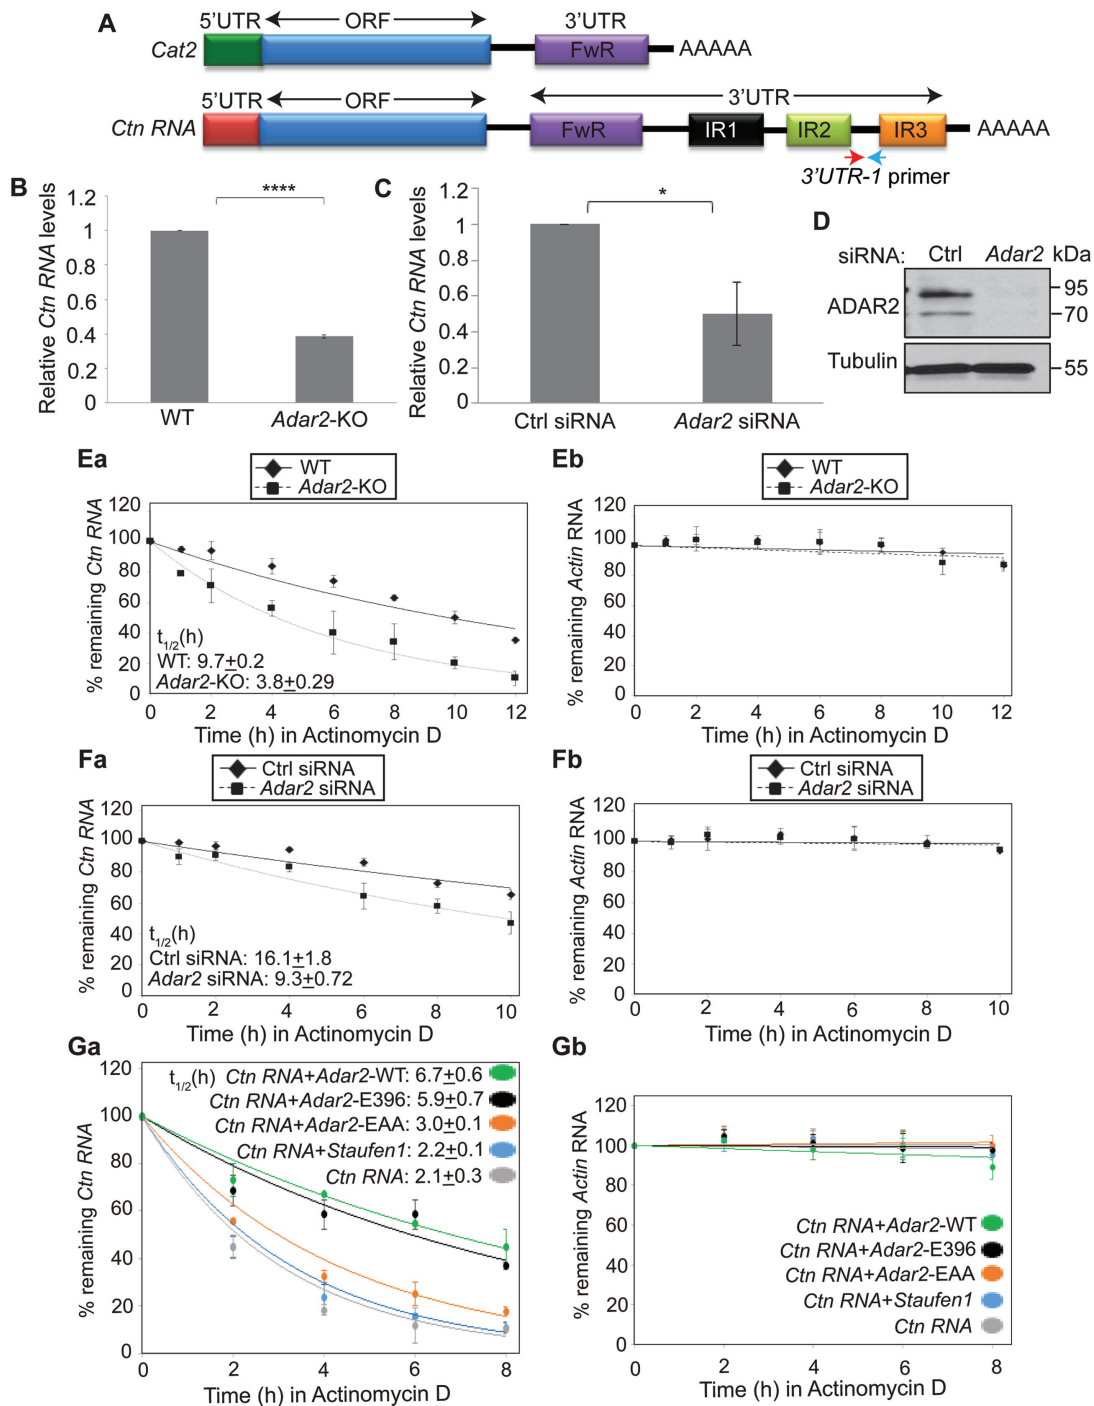 A
5'UTR ORF 3'UTR
Cat2 FwR AAAAA
5'UTR ORF 3'UTR
Ctn RNA FwR IR1 IR2 IR3 AAAAA
3'UTR-1 primer
B
Relative Ctn RNA levels
1.2
1
0.8
0.6
0.4
0.2
0
****
WT Adar2-KO
C
Relative Ctn RNA levels
1.2
1
0.8
0.6
0.4
0.2
0
*
Ctrl siRNA Adar2 siRNA
D
siRNA: Ctrl Adar2 kDa
ADAR2
95
70
Tubulin
55
Ea
WT
Adar2-KO
% remaining Ctn RNA
120
100
80
60
40
20
0
t1/2(h)
WT: 9.7±0.2
Adar2-KO: 3.8±0.29
0 2 4 6 8 10 12
Time (h) in Actinomycin D
Eb
WT
Adar2-KO
% remaining Actin RNA
120
100
80
60
40
20
0
0 2 4 6 8 10 12
Time (h) in Actinomycin D
Fa
Ctrl siRNA
Adar2 siRNA
% remaining Ctn RNA
120
100
80
60
40
20
0
t1/2(h)
Ctrl siRNA: 16.1±1.8
Adar2 siRNA: 9.3±0.72
0 2 4 6 8 10
Time (h) in Actinomycin D
Fb
Ctrl siRNA
Adar2 siRNA
% remaining Actin RNA
120
100
80
60
40
20
0
0 2 4 6 8 10
Time (h) in Actinomycin D
Ga
% remaining Ctn RNA
120
100
80
60
40
20
0
t1/2(h) Ctn RNA+Adar2-WT: 6.7±0.6
Ctn RNA+Adar2-E396: 5.9±0.7
Ctn RNA+Adar2-EAA: 3.0±0.1
Ctn RNA+Staufen1: 2.2±0.1
Ctn RNA: 2.1±0.3
0 2 4 6 8
Time (h) in Actinomycin D
Gb
% remaining Actin RNA
120
100
80
60
40
20
0
Ctn RNA+Adar2-WT
Ctn RNA+Adar2-E396
Ctn RNA+Adar2-EAA
Ctn RNA+Staufen1
Ctn RNA
0 2 4 6 8
Time (h) in Actinomycin D